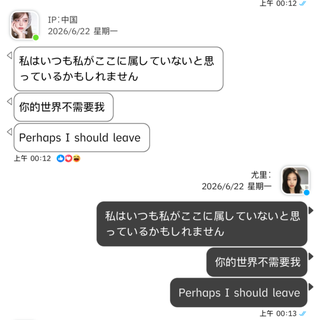 上午 00:12
IP:中国
2026/6/22 星期一
私はいつも私がここに属していないと思
っているかもしれません
你的世界不需要我
Perhaps I should leave
上午 00:12
尤里:
2026/6/22 星期一
私はいつも私がここに属していないと思
っているかもしれません
你的世界不需要我
Perhaps I should leave
上午 00:13